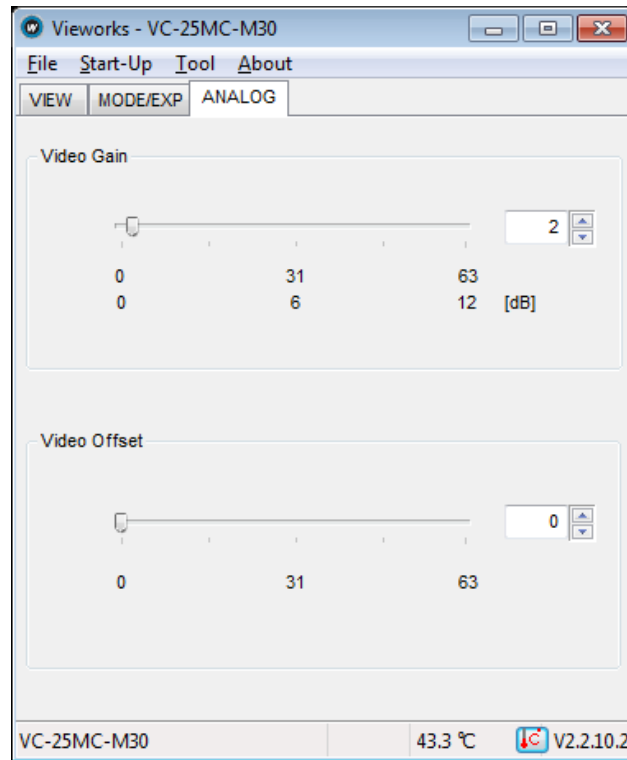 Vieworks - VC-25MC-M30
File Start-Up Tool About
VIEW MODE/EXP ANALOG
Video Gain
2
0 31 63
0 6 12 [dB]
Video Offset
0
0 31 63
VC-25MC-M30 43.3 ℃ V2.2.10.2